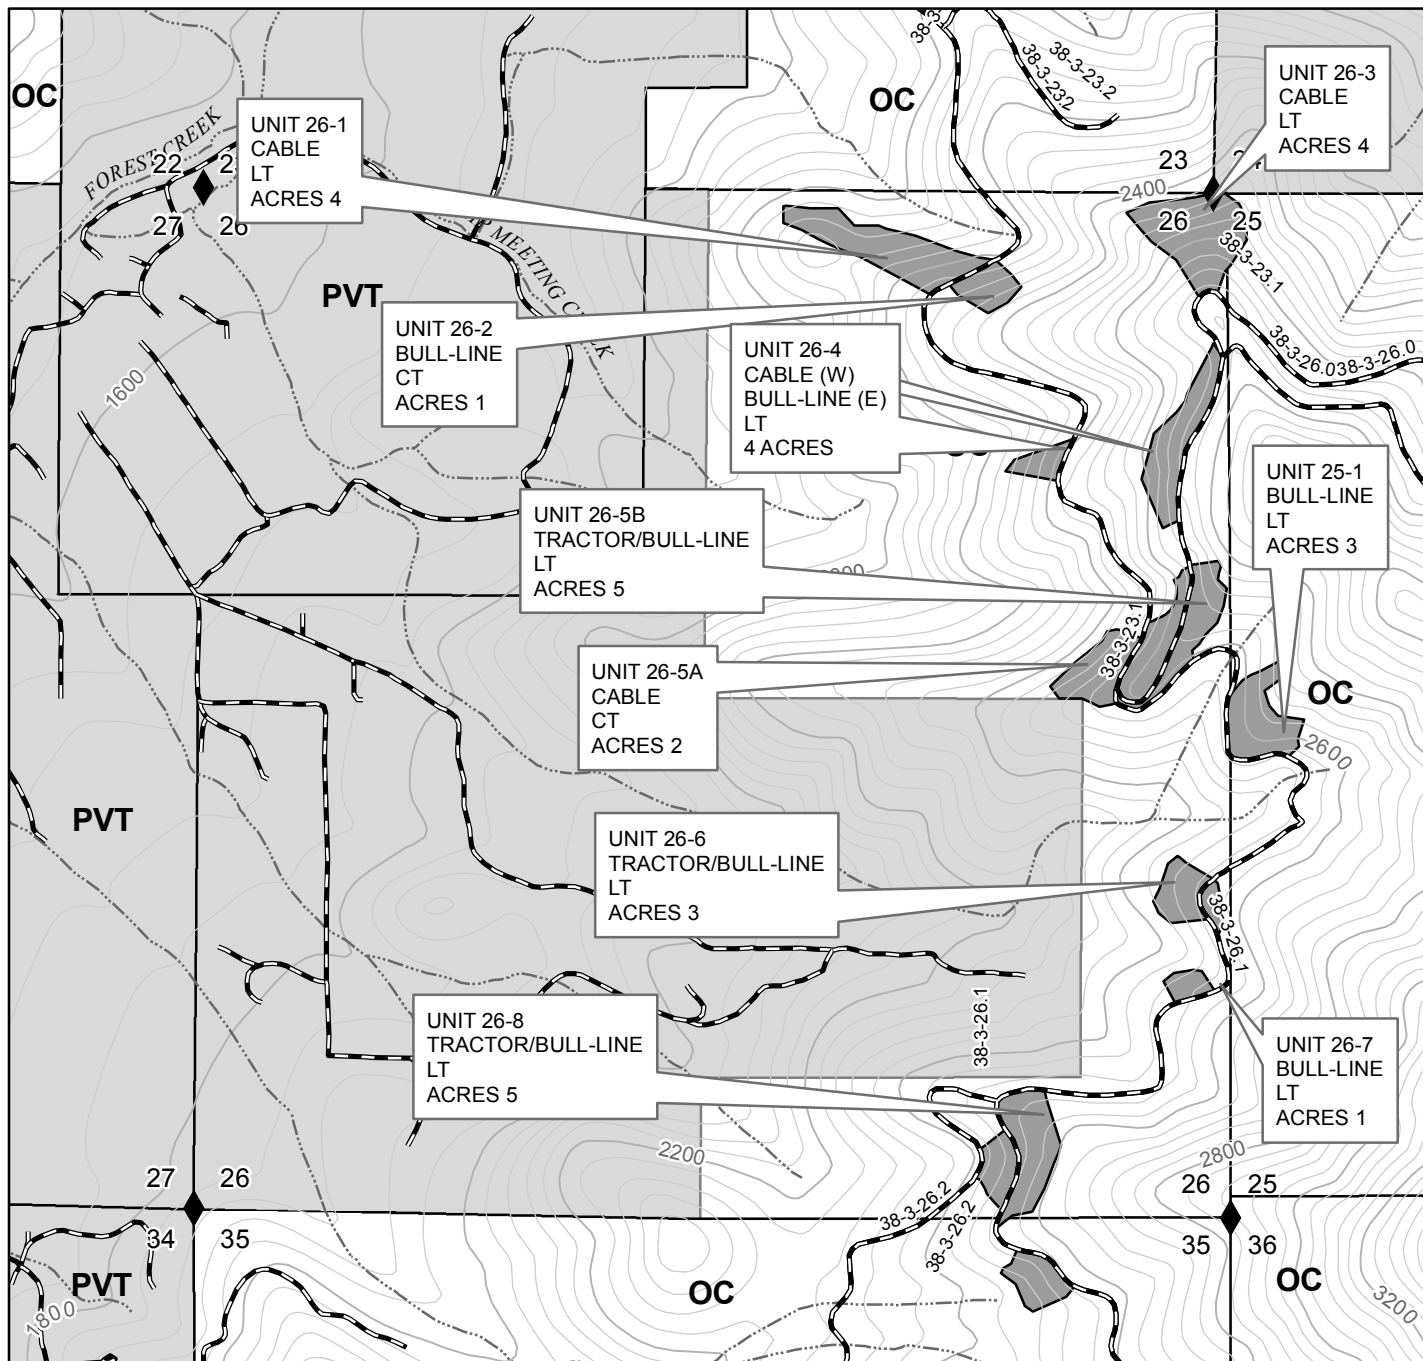 OC
OC
38-3-23.2
38-3-232
UNIT 26-3
CABLE
LT
ACRES 4
UNIT 26-1
CABLE
LT
ACRES 4
FOREST CREEK
22
27
26
23
2400
26
25
38-3-23.1
MEETING
PVT
UNIT 26-2
BULL-LINE
CT
ACRES 1
UNIT 26-4
CABLE (W)
BULL-LINE (E)
LT
4 ACRES
38-3-26.0
38-3-26.0
1600
UNIT 25-1
BULL-LINE
LT
ACRES 3
UNIT 26-5B
TRACTOR/BULL-LINE
LT
ACRES 5
38-3-23.1
UNIT 26-5A
CABLE
CT
ACRES 2
OC
2600
PVT
UNIT 26-6
TRACTOR/BULL-LINE
LT
ACRES 3
38-3-26.1
38-3-26.1
UNIT 26-8
TRACTOR/BULL-LINE
LT
ACRES 5
UNIT 26-7
BULL-LINE
LT
ACRES 1
2200
2800
27
26
26
25
38-3-26.2
38-3-26.2
34
35
35
36
PVT
OC
OC
1800
3200